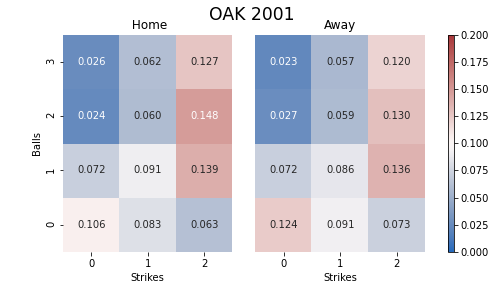 OAK 2001
Home Away
3 0.026 0.062 0.127 0.023 0.057 0.120
2 0.024 0.060 0.148 0.027 0.059 0.130
1 0.072 0.091 0.139 0.072 0.086 0.136
0 0.106 0.083 0.063 0.124 0.091 0.073
Balls
0 1 2 0 1 2
Strikes Strikes
0.200
0.175
0.150
0.125
0.100
0.075
0.050
0.025
0.000